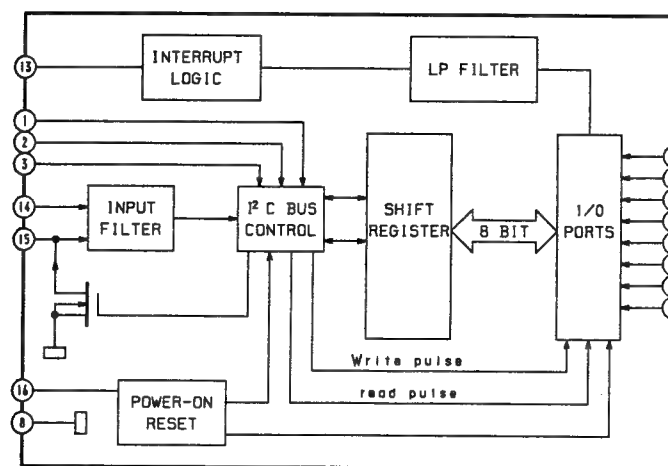 13
INTERRUPT
LOGIC
LP FILTER
1
2
3
14
15
INPUT
FILTER
I² C BUS
CONTROL
SHIFT
REGISTER
8 BIT
I/O
PORTS
Write pulse
read pulse
16
8
POWER-ON
RESET